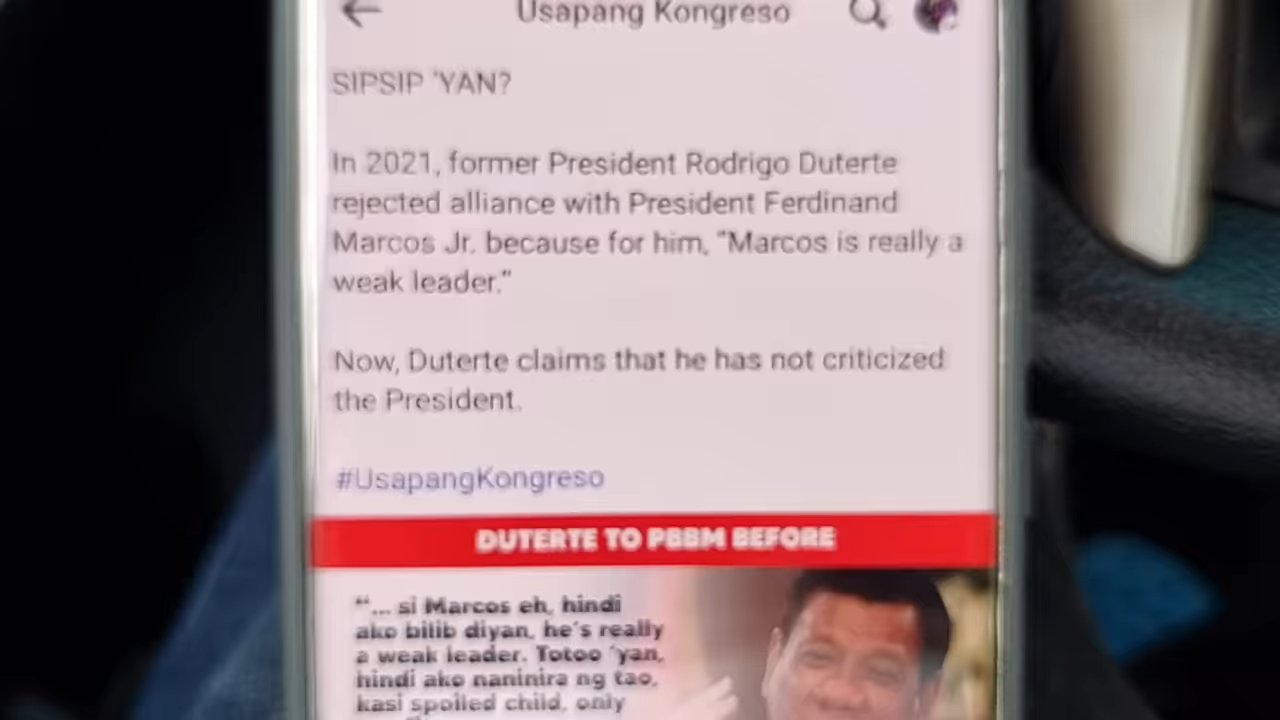 Usapang Kongreso
SIPSIP 'YAN?
In 2021, former President Rodrigo Duterte
rejected alliance with President Ferdinand
Marcos Jr. because for him, "Marcos is really a
weak leader."
Now, Duterte claims that he has not criticized
the President.
#UsapangKongreso
DUTERTE TO PBBM BEFORE
"... si Marcos eh, hindi
ako bilib diyan, he's really
a weak leader. Totoo 'yan,
hindi ako naninira ng tao,
kasi spoiled child, only